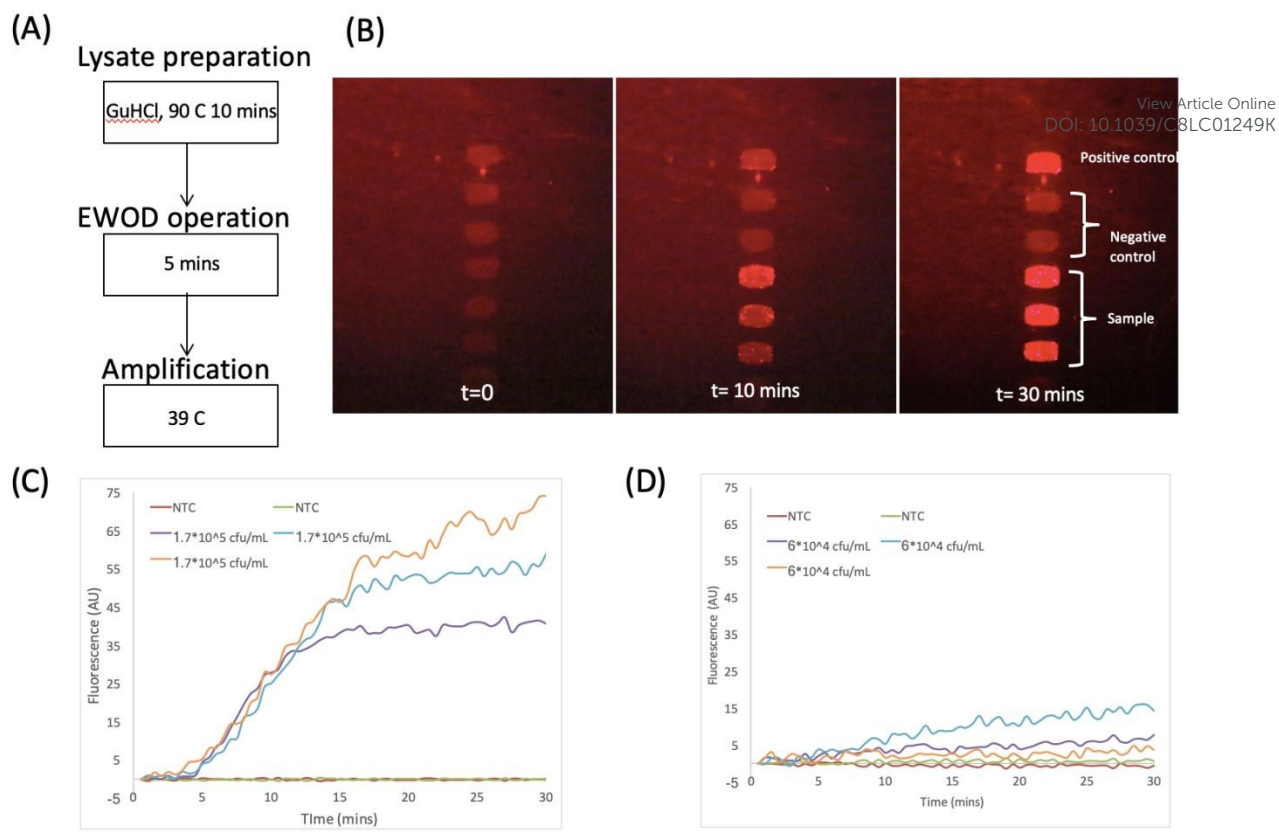 (A)
Lysate preparation
GuHCl, 90 C 10 mins
EWOD operation
5 mins
Amplification
39 C
(B)
View Article Online
DOI: 10.1039/C8LC01249K
Positive control
Negative
control
Sample
t=0
t= 10 mins
t= 30 mins
(C)
75
65
55
45
35
25
15
5
-5
Fluorescence (AU)
NTC
NTC
1.7*10^5 cfu/mL
1.7*10^5 cfu/mL
1.7*10^5 cfu/mL
5
10
15
20
25
30
TIme (mins)
(D)
75
65
55
45
35
25
15
5
-5
Fluorescence (AU)
NTC
NTC
6*10^4 cfu/mL
6*10^4 cfu/mL
6*10^4 cfu/mL
5
10
15
20
25
30
Time (mins)